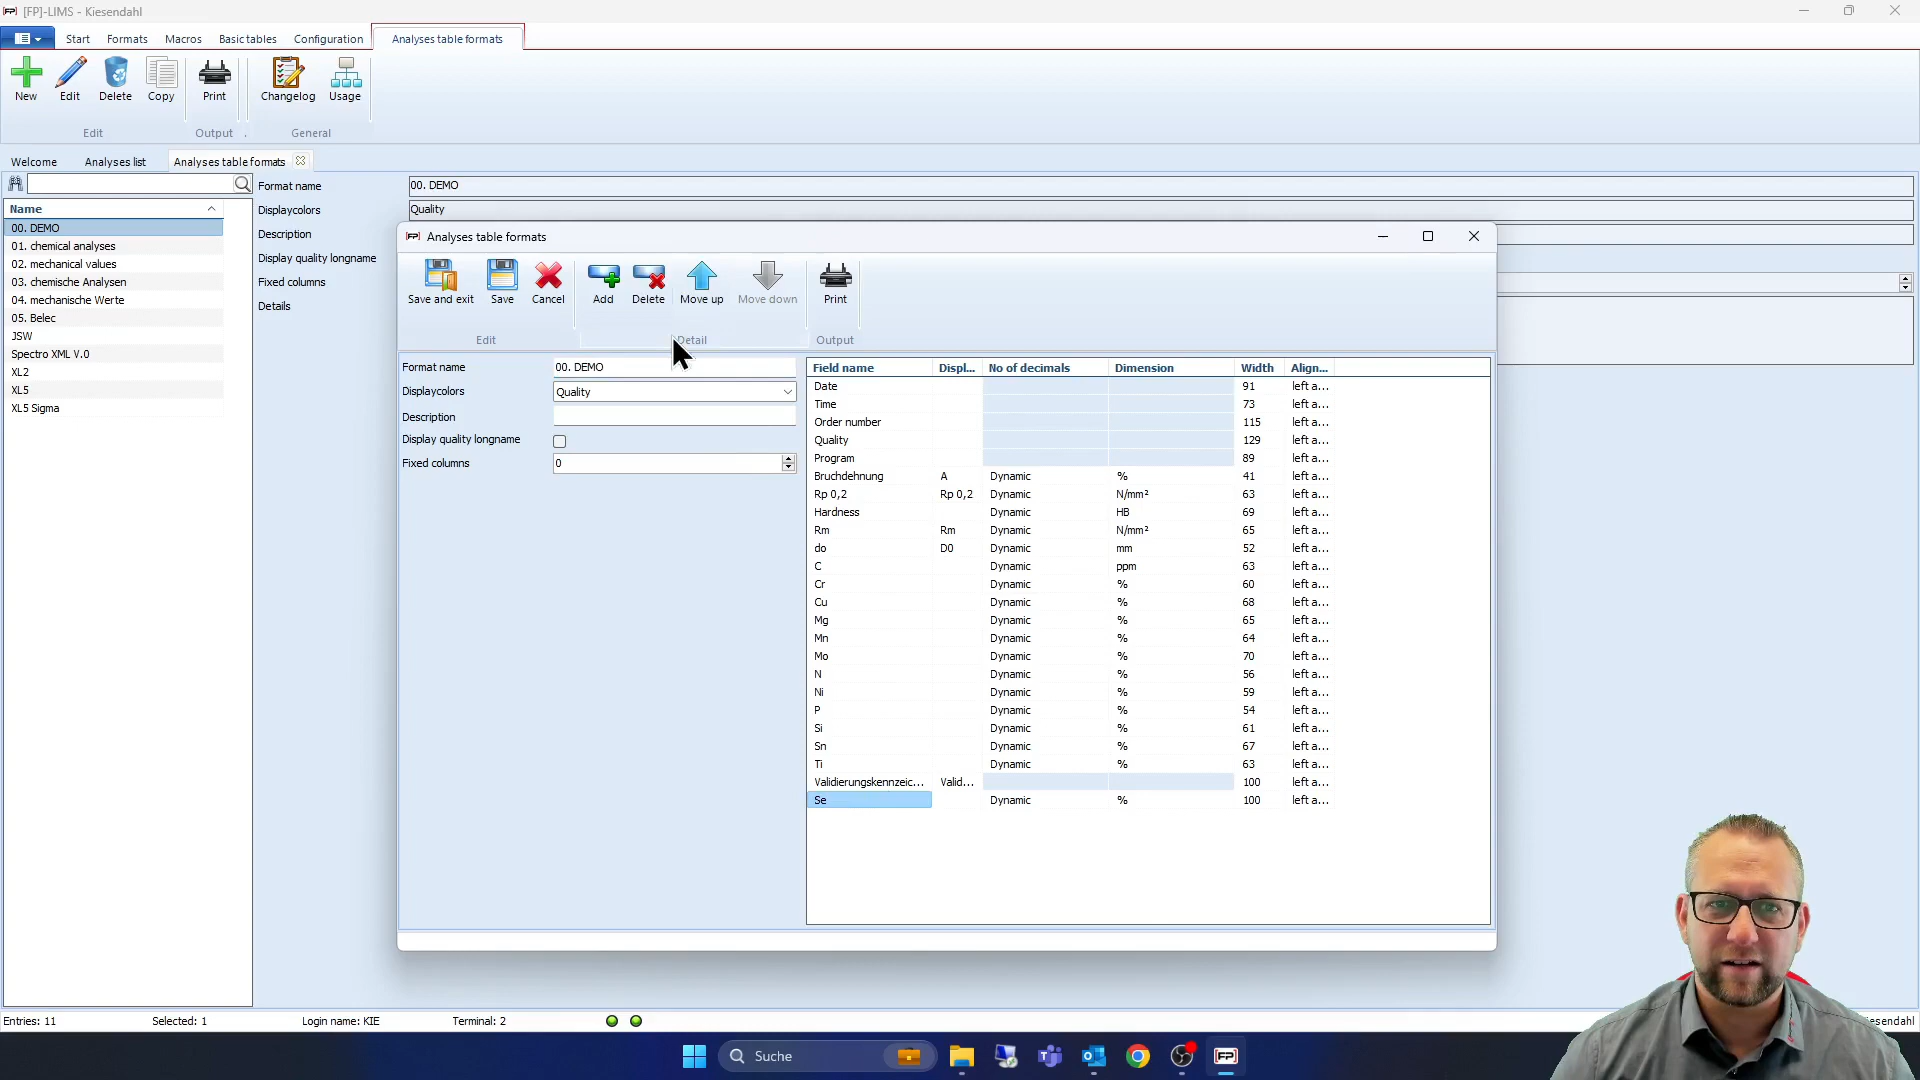 [FP]-LIMS - Kiesendahl
Start Formats Macros Basic tables Configuration Analyses table formats
New Edit Delete Copy Print Changelog Usage
Edit Output General
Welcome Analyses list Analyses table formats
Format name 00. DEMO
Name
Displaycolors Quality
00. DEMO
Description
01. chemical analyses
Display quality longname
02. mechanical values
Fixed columns
03. chemische Analysen
Details
04. mechanische Werte
05. Belec
JSW
Spectro XML V.0
XL2
XL5
XL5 Sigma
[FP] Analyses table formats
Save and exit Save Cancel Add Delete Move up Move down Print
Edit Detail Output
Format name 00. DEMO
Displaycolors Quality
Description
Display quality longname
Fixed columns 0
Field name Displ... No of decimals Dimension Width Align...
Date 91 left a...
Time 73 left a...
Order number 115 left a...
Quality 129 left a...
Program 89 left a...
Bruchdehnung A Dynamic % 41 left a...
Rp 0,2 Rp 0,2 Dynamic N/mm² 63 left a...
Hardness Dynamic HB 69 left a...
Rm Rm Dynamic N/mm² 65 left a...
do D0 Dynamic mm 52 left a...
C Dynamic ppm 63 left a...
Cr Dynamic % 60 left a...
Cu Dynamic % 68 left a...
Mg Dynamic % 65 left a...
Mn Dynamic % 64 left a...
Mo Dynamic % 70 left a...
N Dynamic % 56 left a...
Ni Dynamic % 59 left a...
P Dynamic % 54 left a...
Si Dynamic % 61 left a...
Sn Dynamic % 67 left a...
Ti Dynamic % 63 left a...
Validierungskennzeic... Valid... 100 left a...
Se Dynamic % 100 left a...
Entries: 11 Selected: 1 Login name: KIE Terminal: 2
Suche
[FP]